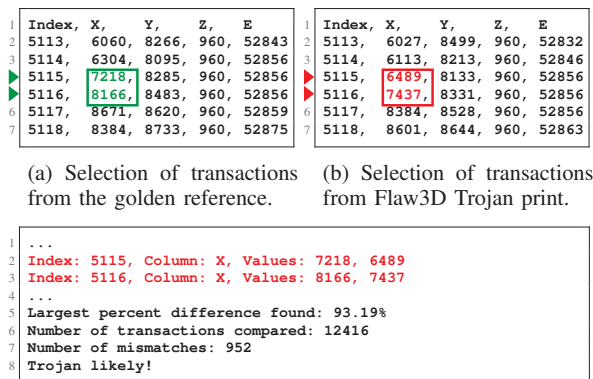 1 Index, X, Y, Z, E
2 5113, 6060, 8266, 960, 52843
3 5114, 6304, 8095, 960, 52856
4 5115, 7218, 8285, 960, 52856
5 5116, 8166, 8483, 960, 52856
6 5117, 8671, 8620, 960, 52859
7 5118, 8384, 8733, 960, 52875
(a) Selection of transactions
from the golden reference.
1 Index, X, Y, Z, E
2 5113, 6027, 8499, 960, 52832
3 5114, 6113, 8213, 960, 52846
4 5115, 6489, 8133, 960, 52856
5 5116, 7437, 8331, 960, 52856
6 5117, 8384, 8528, 960, 52856
7 5118, 8601, 8644, 960, 52863
(b) Selection of transactions
from Flaw3D Trojan print.
1 ...
2 Index: 5115, Column: X, Values: 7218, 6489
3 Index: 5116, Column: X, Values: 8166, 7437
4 ...
5 Largest percent difference found: 93.19%
6 Number of transactions compared: 12416
7 Number of mismatches: 952
8 Trojan likely!